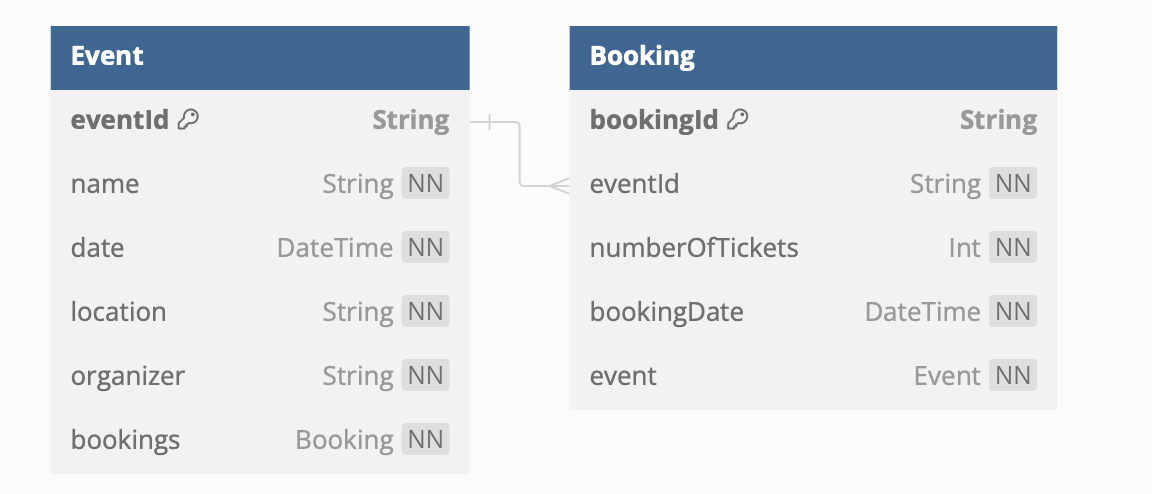 Event
eventId String
name String NN
date DateTime NN
location String NN
organizer String NN
bookings Booking NN
Booking
bookingId String
eventId String NN
numberOfTickets Int NN
bookingDate DateTime NN
event Event NN